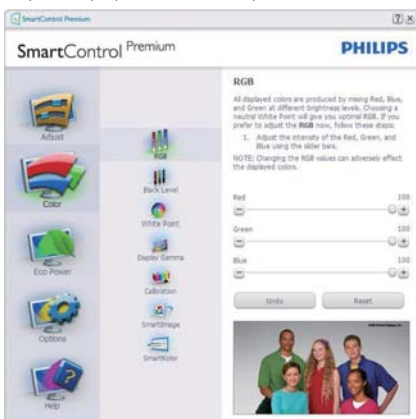 SmartControl Premium
SmartControl Premium
PHILIPS
Adjust
Color
Eco Power
Options
Help
RGB
Black Level
White Point
Display Gamma
Calibration
SmartImage
SmartKolor
RGB
All displayed colors are produced by mixing Red, Blue,
and Green at different brightness levels. Choosing a
neutral White Point will give you optimal RGB. If you
prefer to adjust the RGB now, follow these steps:
1. Adjust the intensity of the Red, Green, and
Blue using the slider bars.
NOTE: Changing the RGB values can adversely effect
the displayed colors.
Red 100
Green 100
Blue 100
Undo Reset